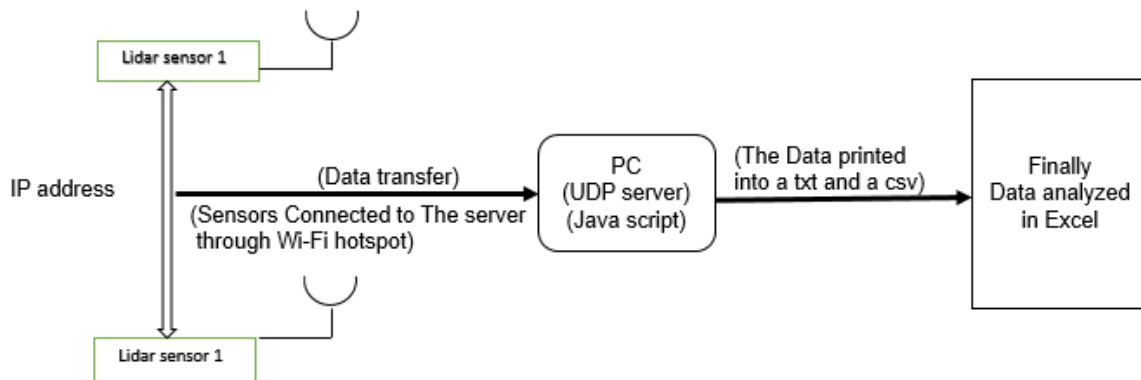 Lidar sensor 1
IP address
(Data transfer)
(Sensors Connected to The server
through Wi-Fi hotspot)
PC
(UDP server)
(Java script)
(The Data printed
into a txt and a csv)
Finally
Data analyzed
in Excel
Lidar sensor 1